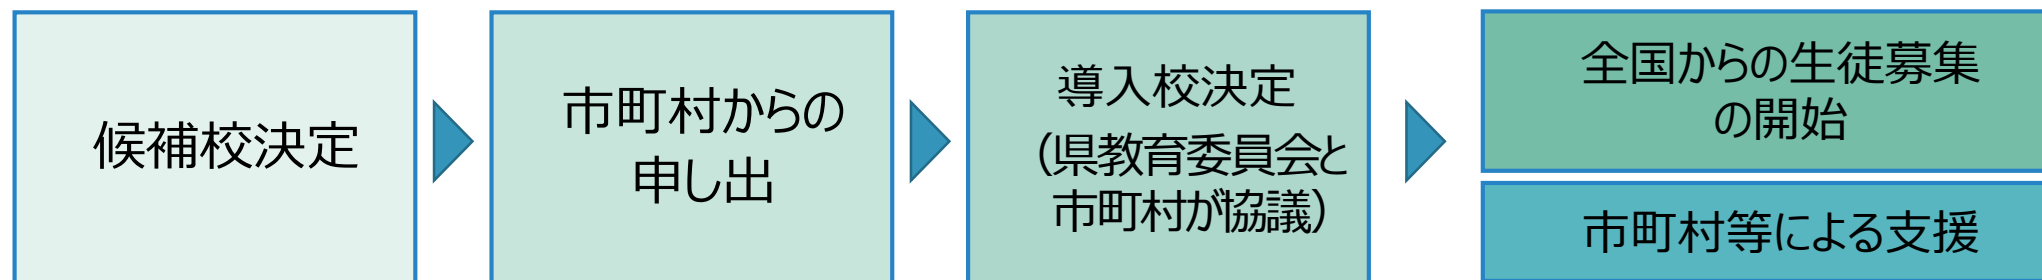 候補校決定
市町村からの
申し出
導入校決定
（県教育委員会と
市町村が協議）
全国からの生徒募集
の開始
市町村等による支援